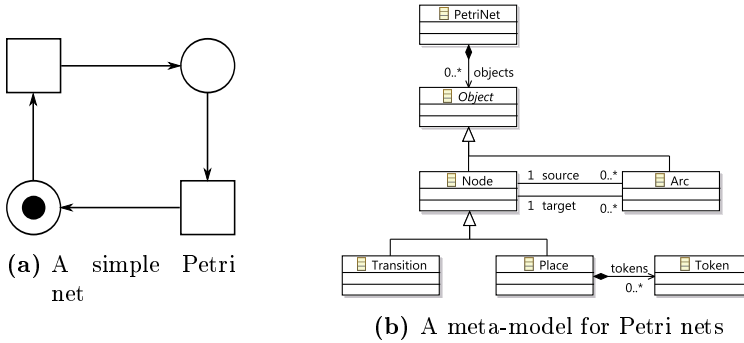 PetriNet
0..* objects
Object
Node
1 source 0..*
1 target 0..*
Arc
Transition
Place
tokens
0..*
Token
(a) A simple Petri
net
(b) A meta-model for Petri nets